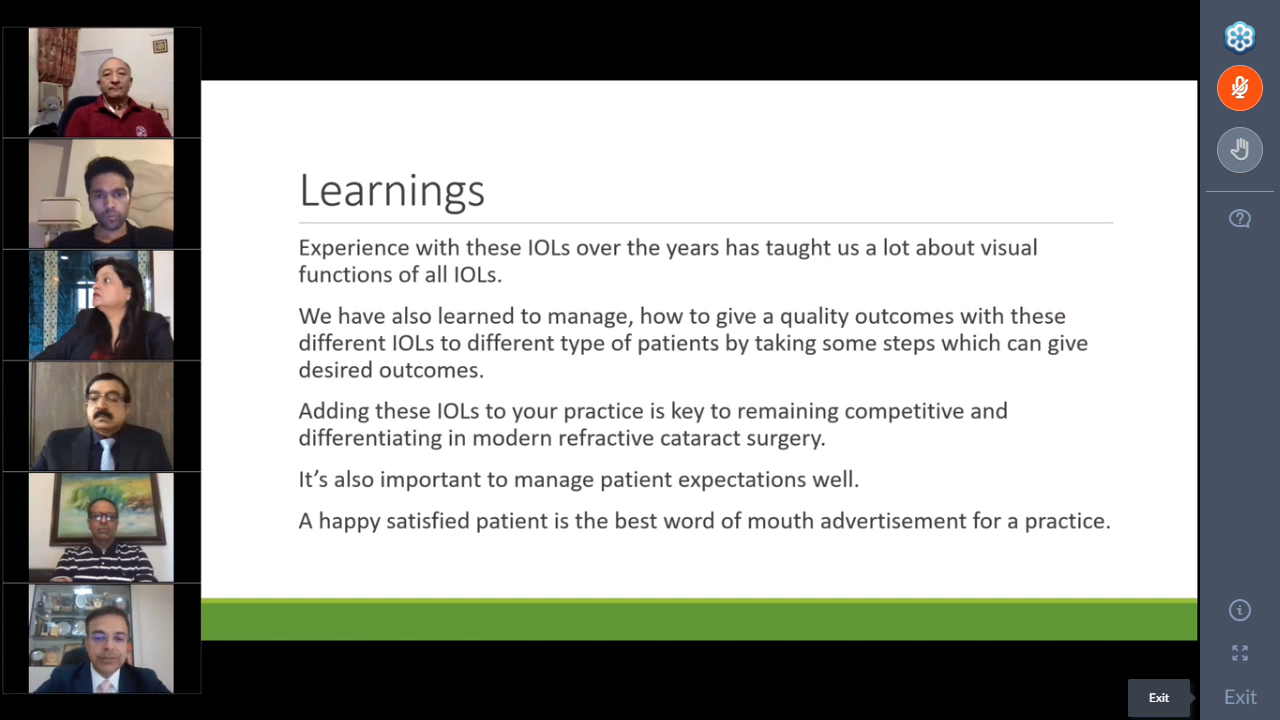 Learnings
Experience with these IOLs over the years has taught us a lot about visual
functions of all IOLs.
We have also learned to manage, how to give a quality outcomes with these
different IOLs to different type of patients by taking some steps which can give
desired outcomes.
Adding these IOLs to your practice is key to remaining competitive and
differentiating in modern refractive cataract surgery.
It's also important to manage patient expectations well.
A happy satisfied patient is the best word of mouth advertisement for a practice.
Exit
Exit